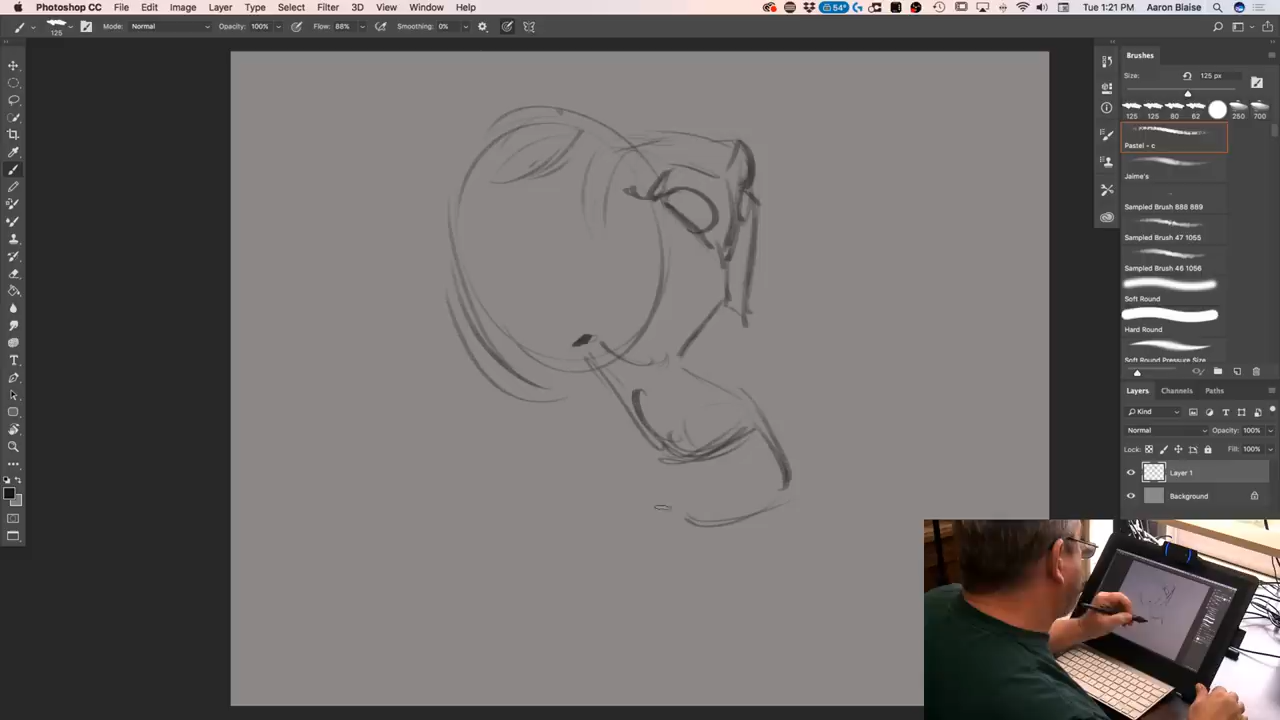 Photoshop CC File Edit Image Layer Type Select Filter 3D View Window Help 54° Tue 1:21 PM Aaron Blaise
125 Mode: Normal Opacity: 100% Flow: 88% Smoothing: 0%
Brushes
Size: 125 px
125 125 80 62 250 700
Pastel - c
Jaime's
Sampled Brush 888 889
Sampled Brush 47 1055
Sampled Brush 46 1056
Soft Round
Hard Round
Soft Round Pressure Size
Layers Channels Paths
Kind
Normal Opacity: 100%
Lock: Fill: 100%
Layer 1
Background